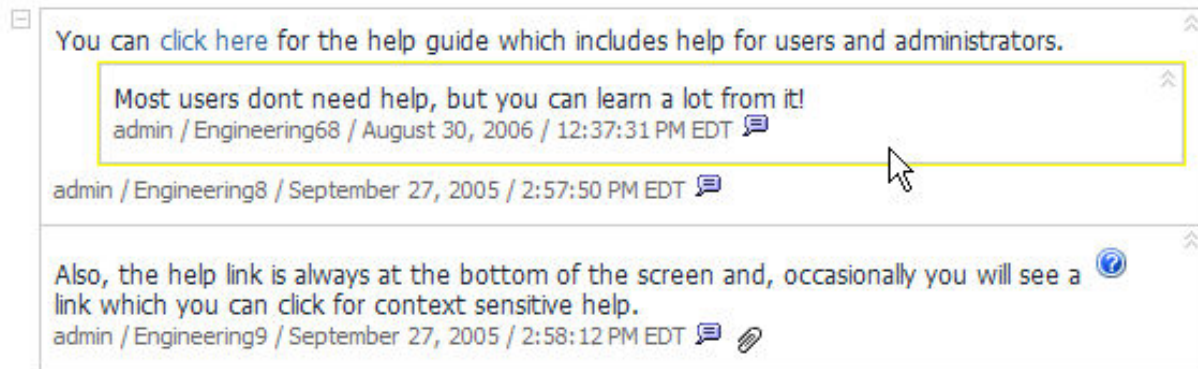 You can click here for the help guide which includes help for users and administrators.
Most users dont need help, but you can learn a lot from it!
admin / Engineering68 / August 30, 2006 / 12:37:31 PM EDT
admin / Engineering8 / September 27, 2005 / 2:57:50 PM EDT
Also, the help link is always at the bottom of the screen and, occasionally you will see a
link which you can click for context sensitive help.
admin / Engineering9 / September 27, 2005 / 2:58:12 PM EDT